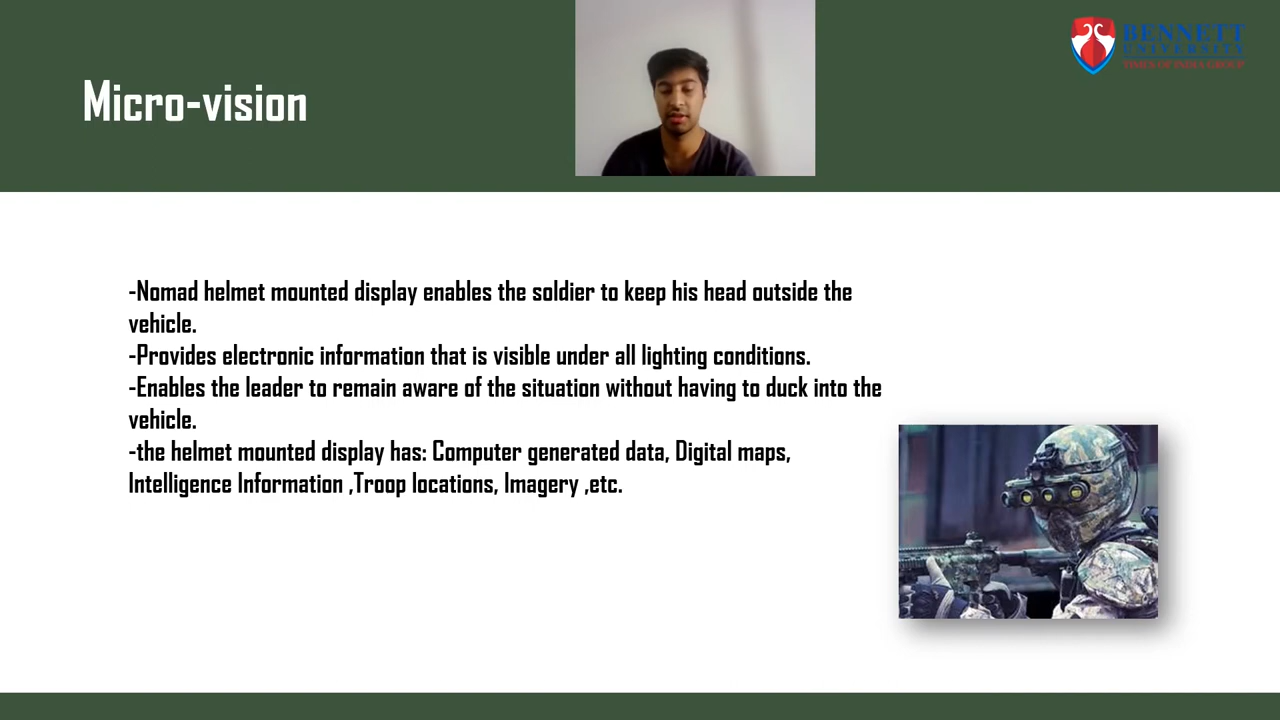 BENNETT
UNIVERSITY
TIMES OF INDIA GROUP
Micro-vision
-Nomad helmet mounted display enables the soldier to keep his head outside the
vehicle.
-Provides electronic information that is visible under all lighting conditions.
-Enables the leader to remain aware of the situation without having to duck into the
vehicle.
-the helmet mounted display has: Computer generated data, Digital maps,
Intelligence Information ,Troop locations, Imagery ,etc.